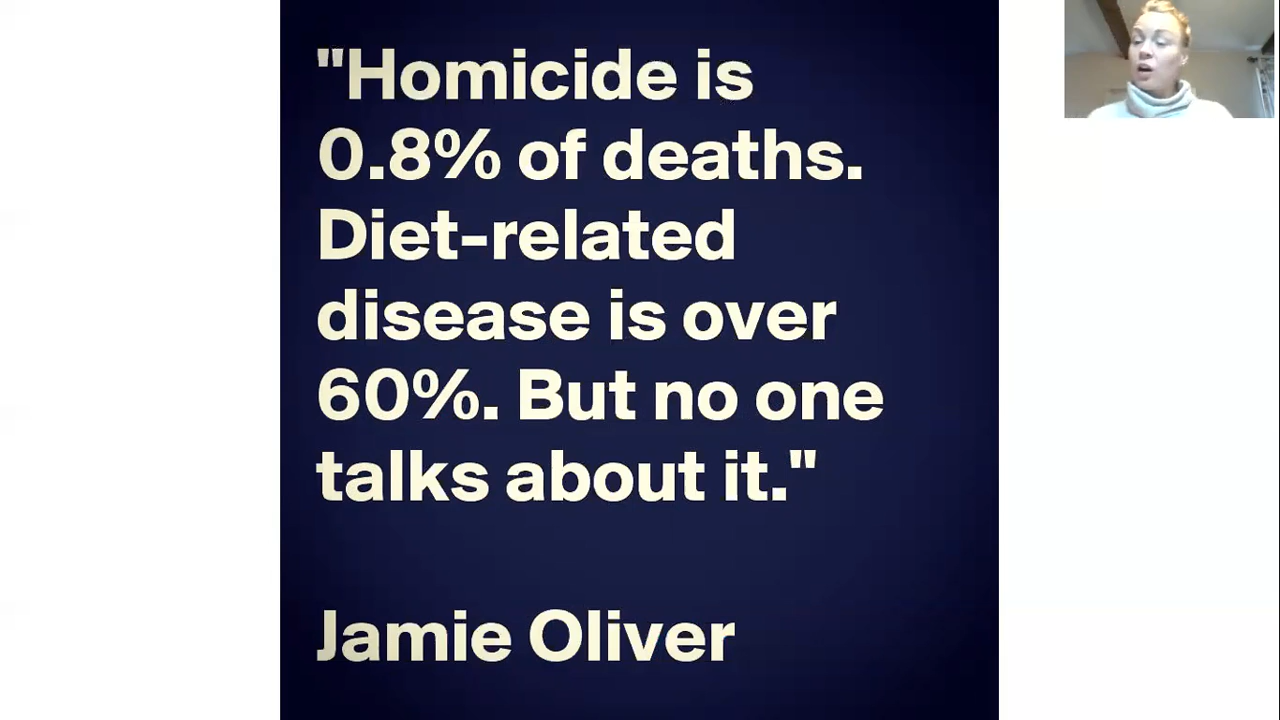 "Homicide is
0.8% of deaths.
Diet-related
disease is over
60%. But no one
talks about it."
Jamie Oliver